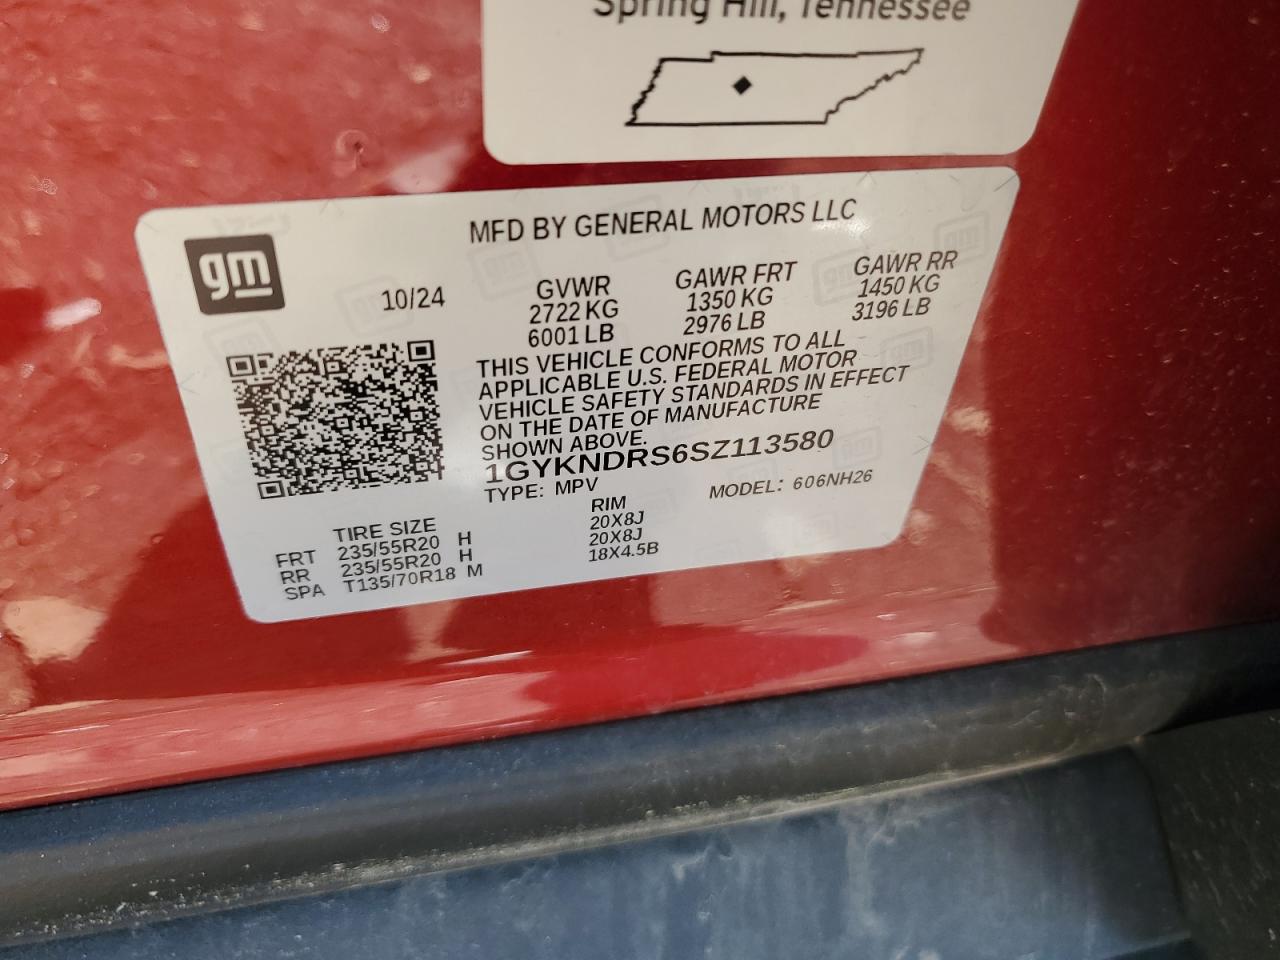 Spring Hill, Tennessee
MFD BY GENERAL MOTORS LLC
gm
10/24
GVWR
2722 KG
6001 LB
GAWR FRT
1350 KG
2976 LB
GAWR RR
1450 KG
3196 LB
THIS VEHICLE CONFORMS TO ALL
APPLICABLE U.S. FEDERAL MOTOR
VEHICLE SAFETY STANDARDS IN EFFECT
ON THE DATE OF MANUFACTURE
SHOWN ABOVE.
1GYKNDRS6SZ113580
TYPE: MPV
MODEL: 606NH26
TIRE SIZE RIM
FRT 235/55R20 H 20X8J
RR 235/55R20 H 20X8J
SPA T135/70R18 M 18X4.5B